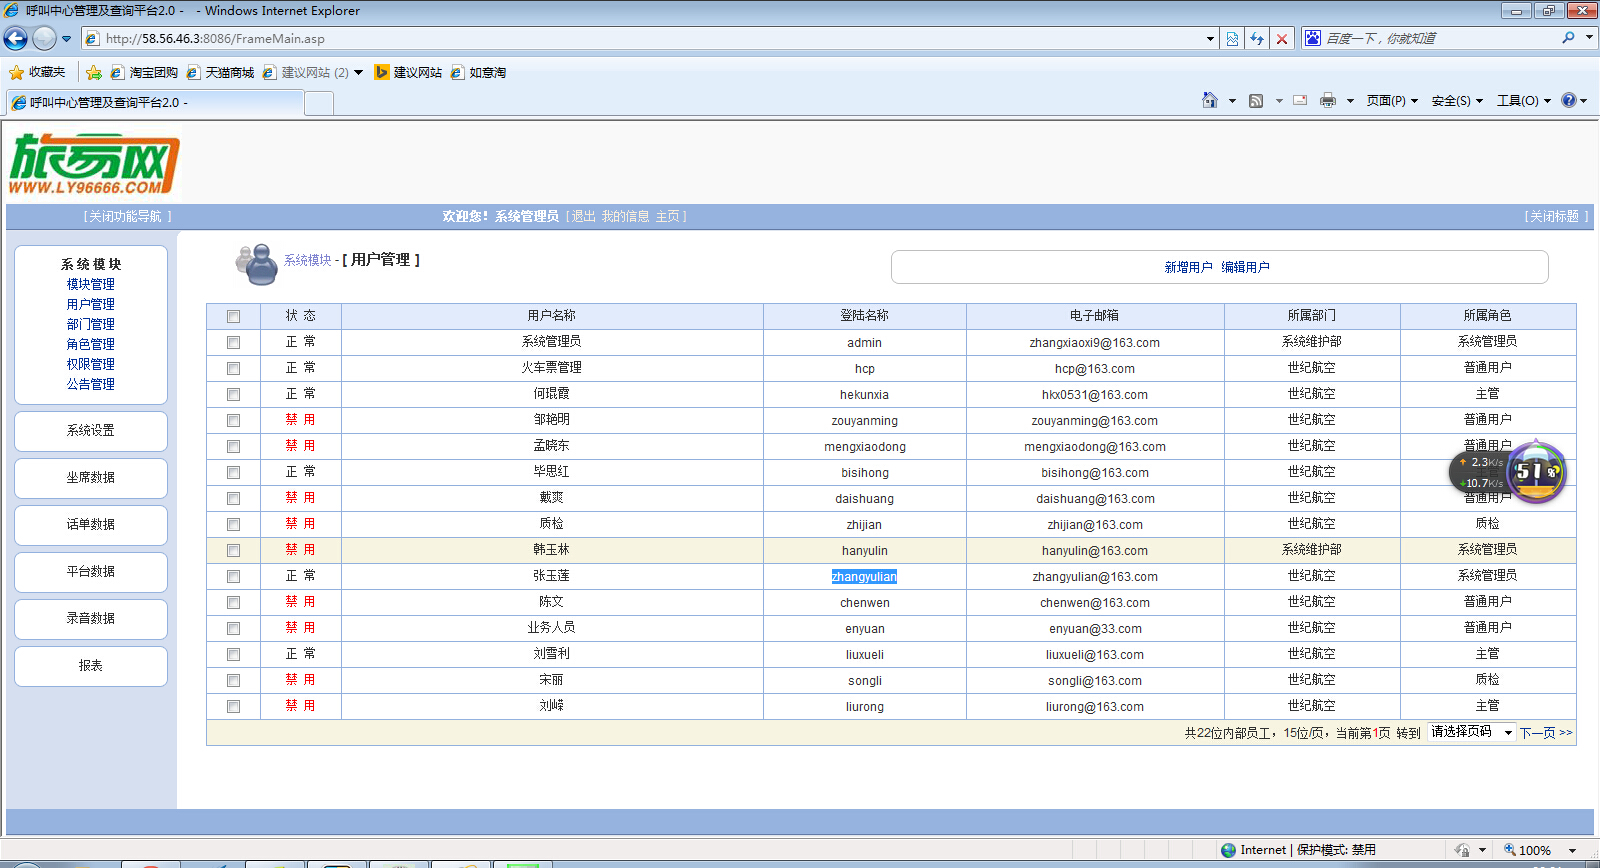 呼叫中心管理及查询平台2.0 -   - Windows Internet Explorer
http://58.56.46.3:8086/FrameMain.asp
百度一下，你就知道
收藏夹 淘宝团购 天猫商城 建议网站 (2) 建议网站 如意淘
呼叫中心管理及查询平台2.0 -
页面(P) 安全(S) 工具(O)
旅易网
WWW.LY96666.COM
[关闭功能导航 ] 欢迎您！系统管理员 [退出 我的信息 主页] [关闭标题 ]
系统模块
模块管理
用户管理
部门管理
角色管理
权限管理
公告管理
系统设置
坐席数据
话单数据
平台数据
录音数据
报表
系统模块 - [ 用户管理 ]
新增用户 编辑用户
状 态 用户名称 登陆名称 电子邮箱 所属部门 所属角色
正 常 系统管理员 admin zhangxiaoxi9@163.com 系统维护部 系统管理员
正 常 火车票管理 hcp hcp@163.com 世纪航空 普通用户
正 常 何琨霞 hekunxia hkx0531@163.com 世纪航空 主管
禁 用 邹艳明 zouyanming zouyanming@163.com 世纪航空 普通用户
禁 用 孟晓东 mengxiaodong mengxiaodong@163.com 世纪航空 普通用户
正 常 毕思红 bisihong bisihong@163.com 世纪航空
禁 用 戴爽 daishuang daishuang@163.com 世纪航空 普通用户
禁 用 质检 zhijian zhijian@163.com 世纪航空 质检
禁 用 韩玉林 hanyulin hanyulin@163.com 系统维护部 系统管理员
正 常 张玉莲 zhangyulian zhangyulian@163.com 世纪航空 系统管理员
禁 用 陈文 chenwen chenwen@163.com 世纪航空 普通用户
禁 用 业务人员 enyuan enyuan@33.com 世纪航空 普通用户
正 常 刘雪利 liuxueli liuxueli@163.com 世纪航空 主管
禁 用 宋丽 songli songli@163.com 世纪航空 质检
禁 用 刘嵘 liurong liurong@163.com 世纪航空 主管
共22位内部员工，15位/页，当前第1页 转到 请选择页码 下一页 >>
2.3K/s
10.7K/s
51%
Internet | 保护模式: 禁用 100%